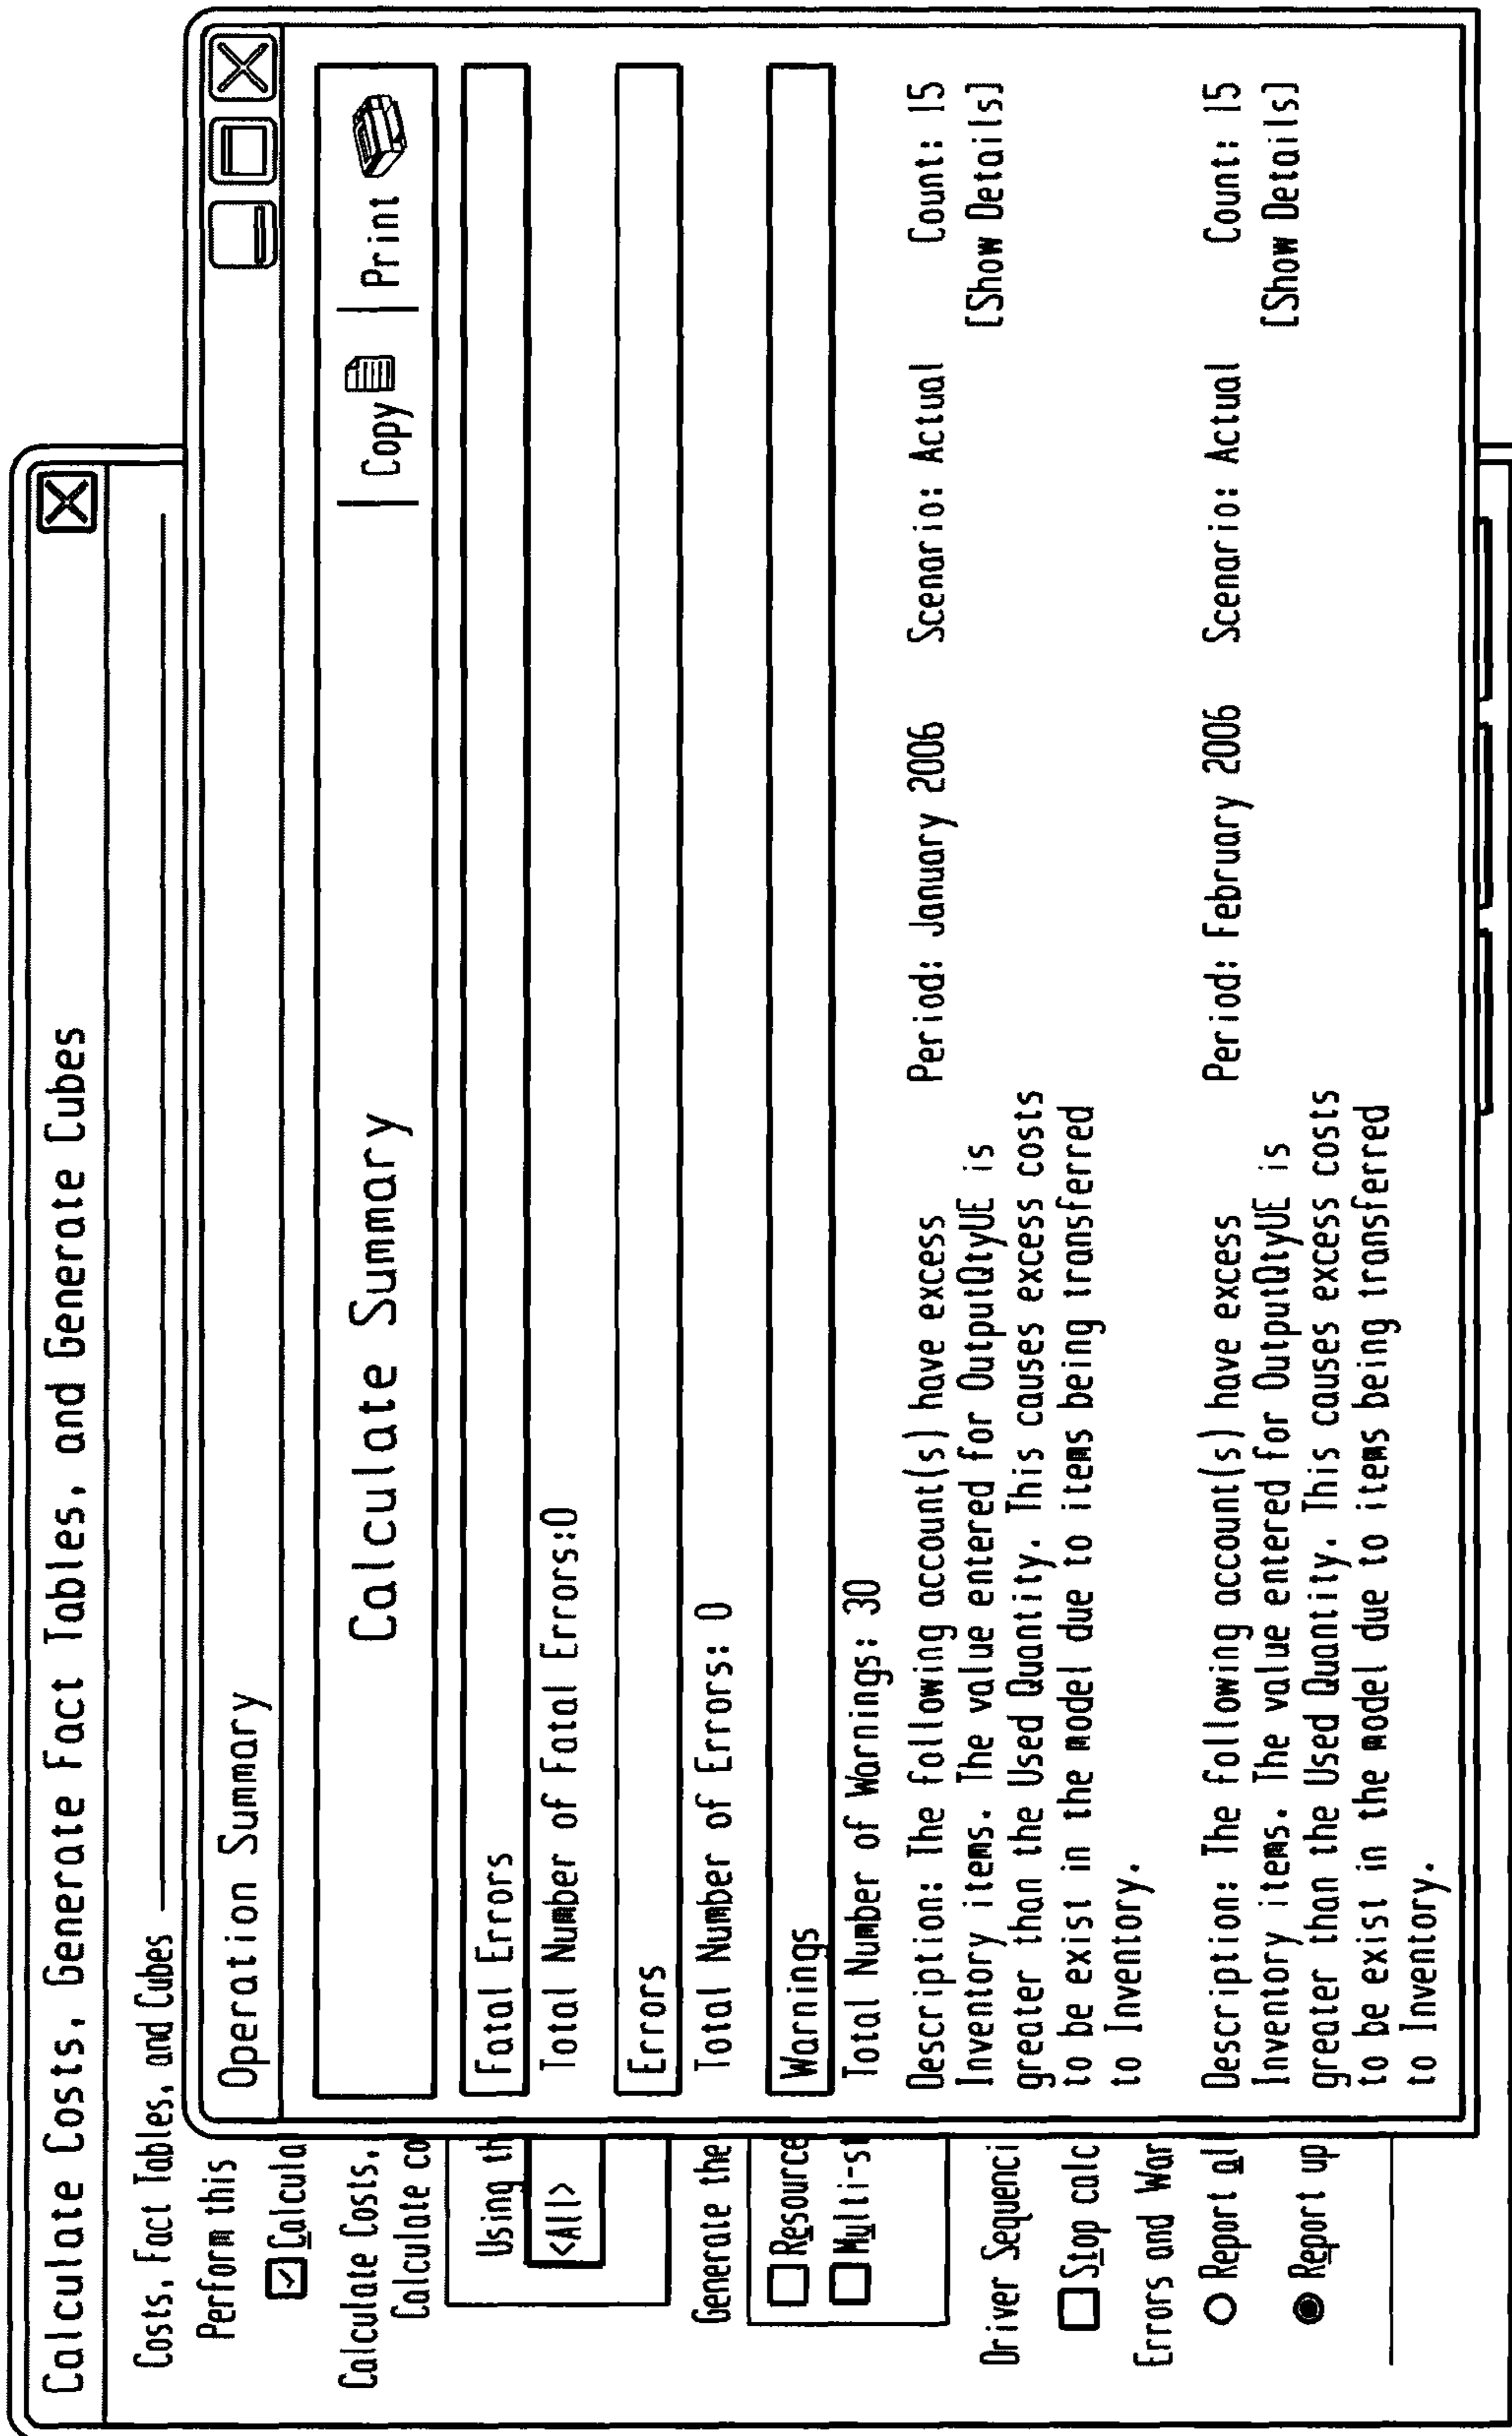 Calculate Costs, Generate Fact Tables, and Generate Cubes
Costs, Fact Tables, and Cubes
Perform this
Calcula
Calculate Costs,
Calculate co
Using th
<All>
Generate the
Resource
Multi-st
Driver Sequenci
Stop calc
Errors and War
Report al
Report up
Operation Summary
Calculate Summary
| Copy | Print
Fatal Errors
Total Number of Fatal Errors:0
Errors
Total Number of Errors: 0
Warnings
Total Number of Warnings: 30
Description: The following account(s) have excess Period: January 2006 Scenario: Actual Count: 15
Inventory items. The value entered for OutputQtyUE is [Show Details]
greater than the Used Quantity. This causes excess costs
to be exist in the model due to items being transferred
to Inventory.
Description: The following account(s) have excess Period: February 2006 Scenario: Actual Count: 15
Inventory items. The value entered for OutputQtyUE is [Show Details]
greater than the Used Quantity. This causes excess costs
to be exist in the model due to items being transferred
to Inventory.